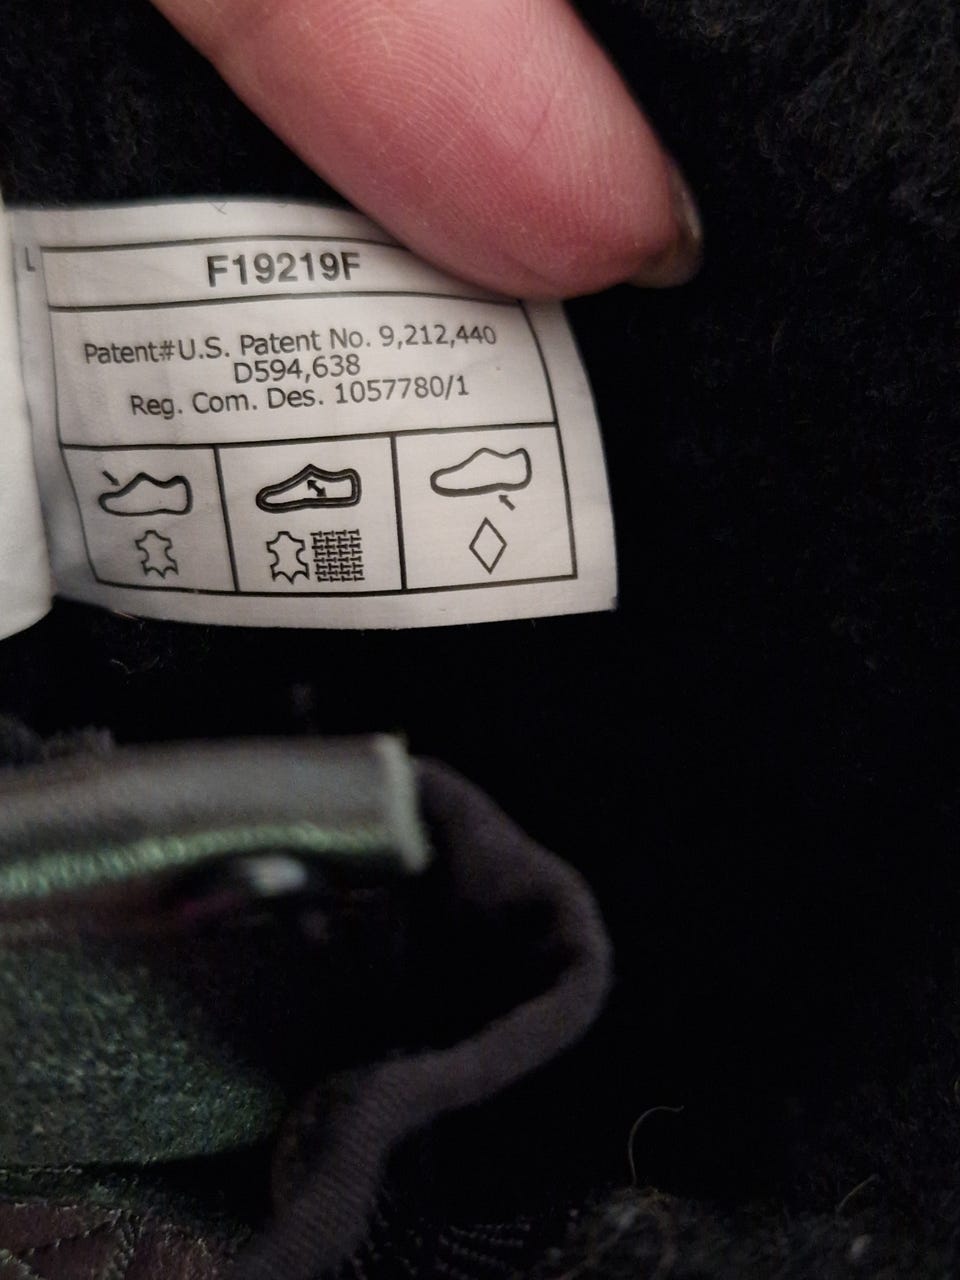 L
F19219F
Patent#U.S. Patent No. 9,212,440
D594,638
Reg. Com. Des. 1057780/1